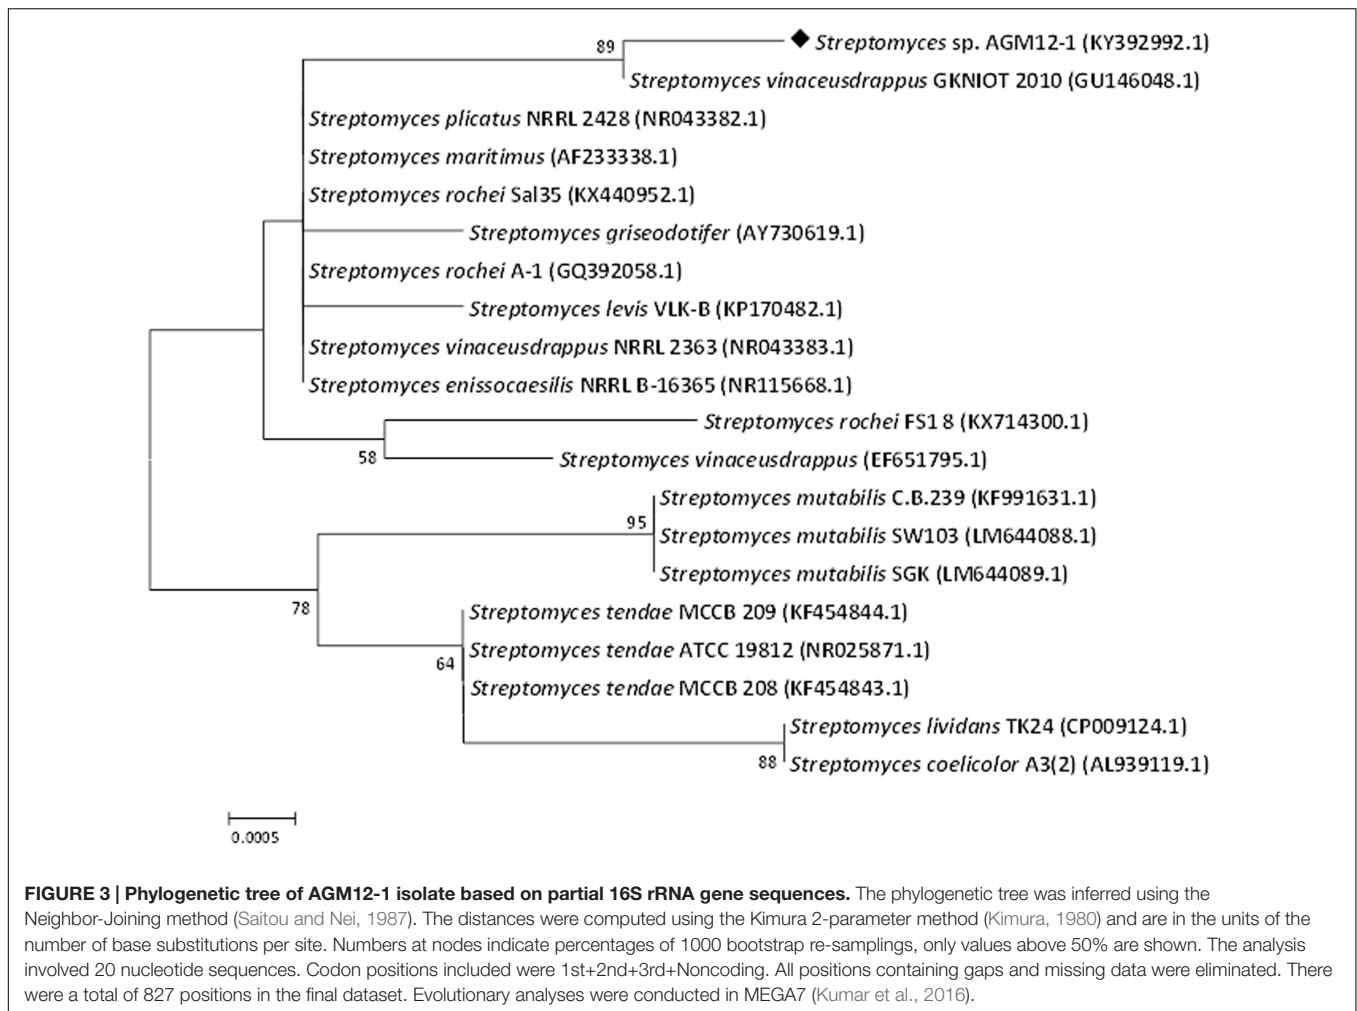 89
Streptomyces sp. AGM12-1 (KY392992.1)
Streptomyces vinaceusdrappus GKNIOT 2010 (GU146048.1)
Streptomyces plicatus NRRL 2428 (NR043382.1)
Streptomyces maritimus (AF233338.1)
Streptomyces rochei Sal35 (KX440952.1)
Streptomyces griseodotifer (AY730619.1)
Streptomyces rochei A-1 (GQ392058.1)
Streptomyces levis VLK-B (KP170482.1)
Streptomyces vinaceusdrappus NRRL 2363 (NR043383.1)
Streptomyces enissocaesilis NRRL B-16365 (NR115668.1)
Streptomyces rochei FS1 8 (KX714300.1)
58
Streptomyces vinaceusdrappus (EF651795.1)
Streptomyces mutabilis C.B.239 (KF991631.1)
95
Streptomyces mutabilis SW103 (LM644088.1)
Streptomyces mutabilis SGK (LM644089.1)
78
Streptomyces tendae MCCB 209 (KF454844.1)
Streptomyces tendae ATCC 19812 (NR025871.1)
64
Streptomyces tendae MCCB 208 (KF454843.1)
Streptomyces lividans TK24 (CP009124.1)
88
Streptomyces coelicolor A3(2) (AL939119.1)
0.0005
FIGURE 3 | Phylogenetic tree of AGM12-1 isolate based on partial 16S rRNA gene sequences. The phylogenetic tree was inferred using the
Neighbor-Joining method (Saitou and Nei, 1987). The distances were computed using the Kimura 2-parameter method (Kimura, 1980) and are in the units of the
number of base substitutions per site. Numbers at nodes indicate percentages of 1000 bootstrap re-samplings, only values above 50% are shown. The analysis
involved 20 nucleotide sequences. Codon positions included were 1st+2nd+3rd+Noncoding. All positions containing gaps and missing data were eliminated. There
were a total of 827 positions in the final dataset. Evolutionary analyses were conducted in MEGA7 (Kumar et al., 2016).